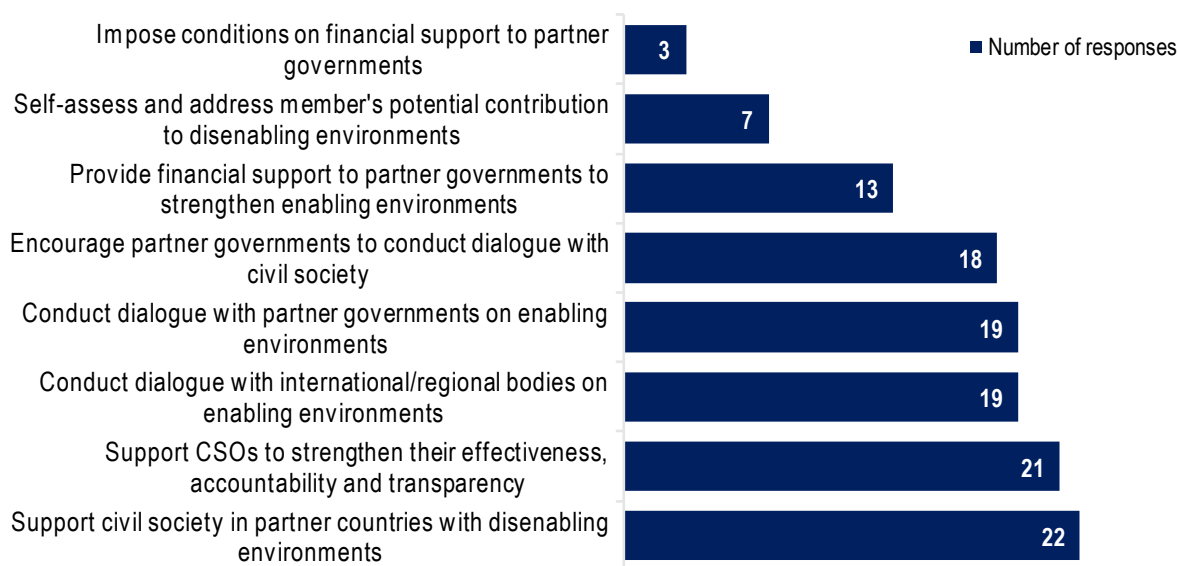 Impose conditions on financial support to partner
governments
3
Number of responses
Self-assess and address member's potential contribution
to disenabling environments
7
Provide financial support to partner governments to
strengthen enabling environments
13
Encourage partner governments to conduct dialogue with
civil society
18
Conduct dialogue with partner governments on enabling
environments
19
Conduct dialogue with international/regional bodies on
enabling environments
19
Support CSOs to strengthen their effectiveness,
accountability and transparency
21
Support civil society in partner countries with disenabling
environments
22